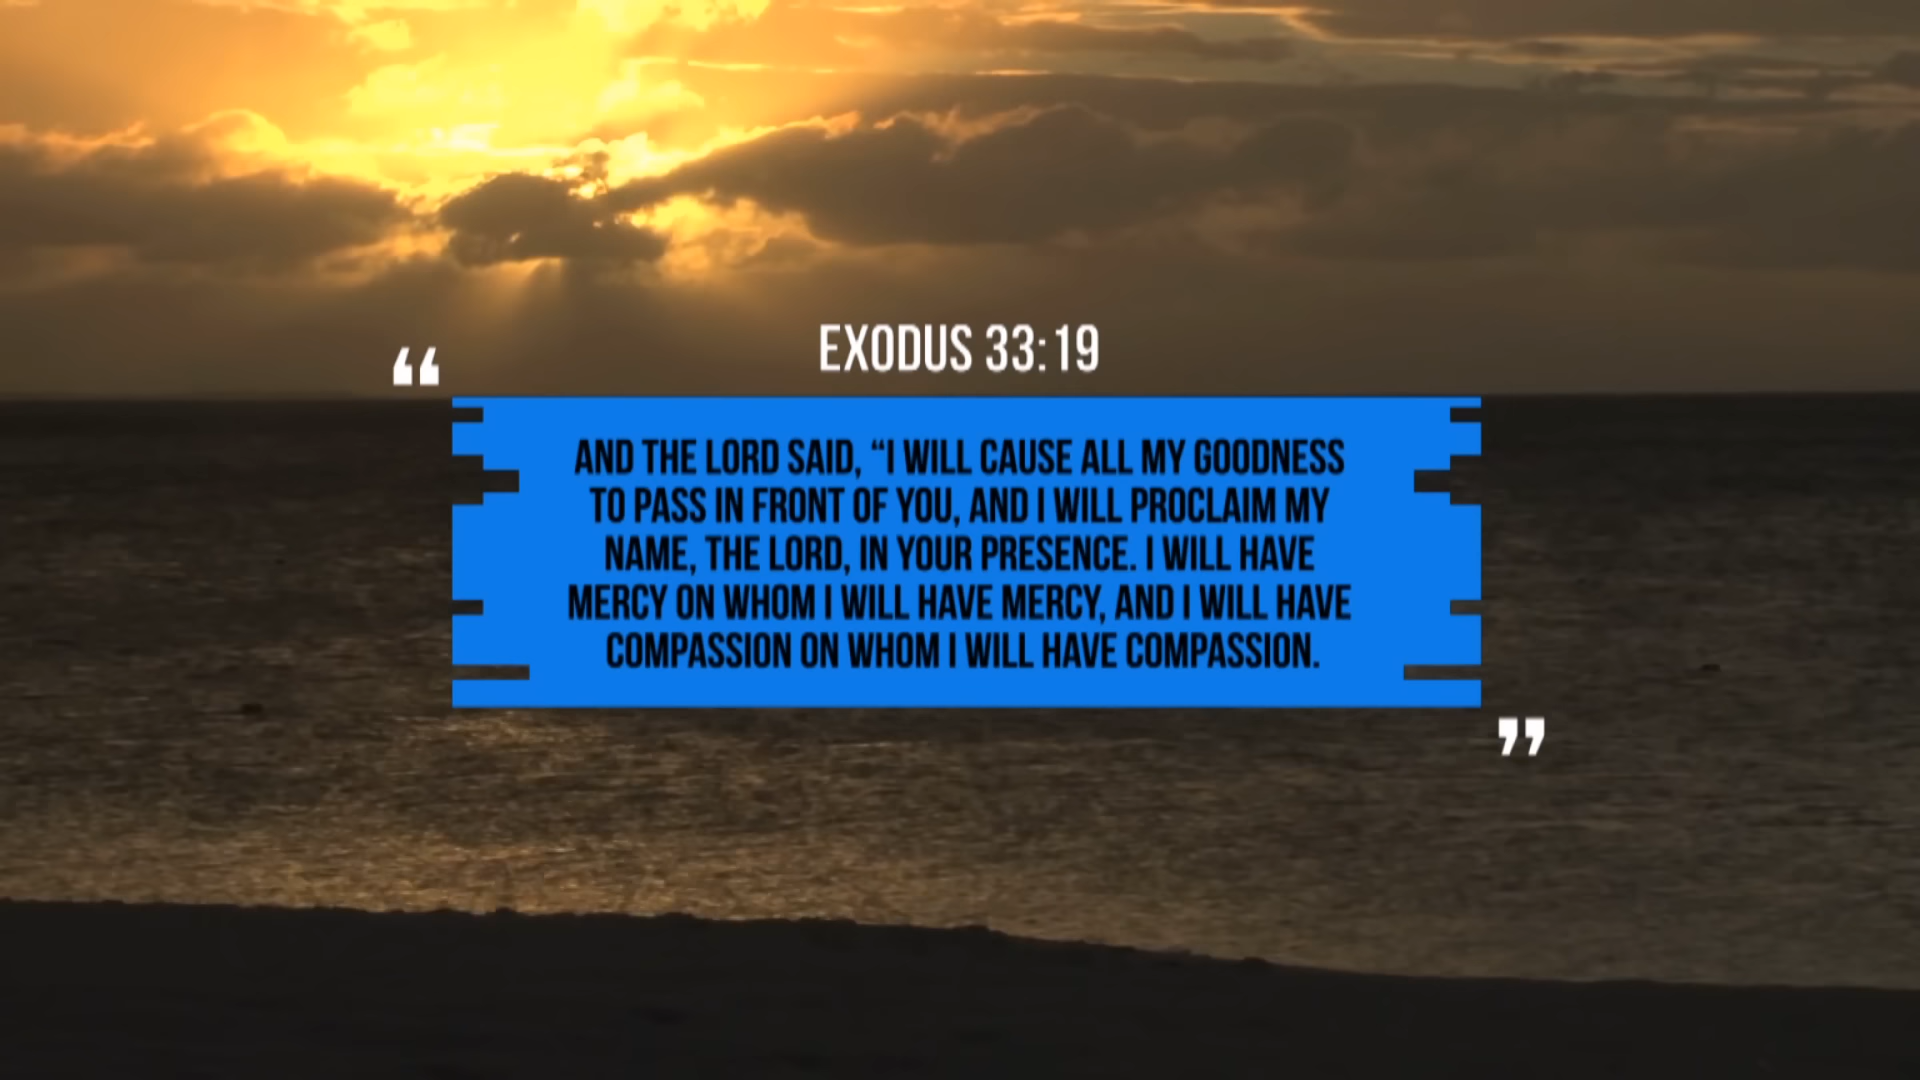 EXODUS 33:19
“
AND THE LORD SAID, “I WILL CAUSE ALL MY GOODNESS
TO PASS IN FRONT OF YOU, AND I WILL PROCLAIM MY
NAME, THE LORD, IN YOUR PRESENCE. I WILL HAVE
MERCY ON WHOM I WILL HAVE MERCY, AND I WILL HAVE
COMPASSION ON WHOM I WILL HAVE COMPASSION.
”